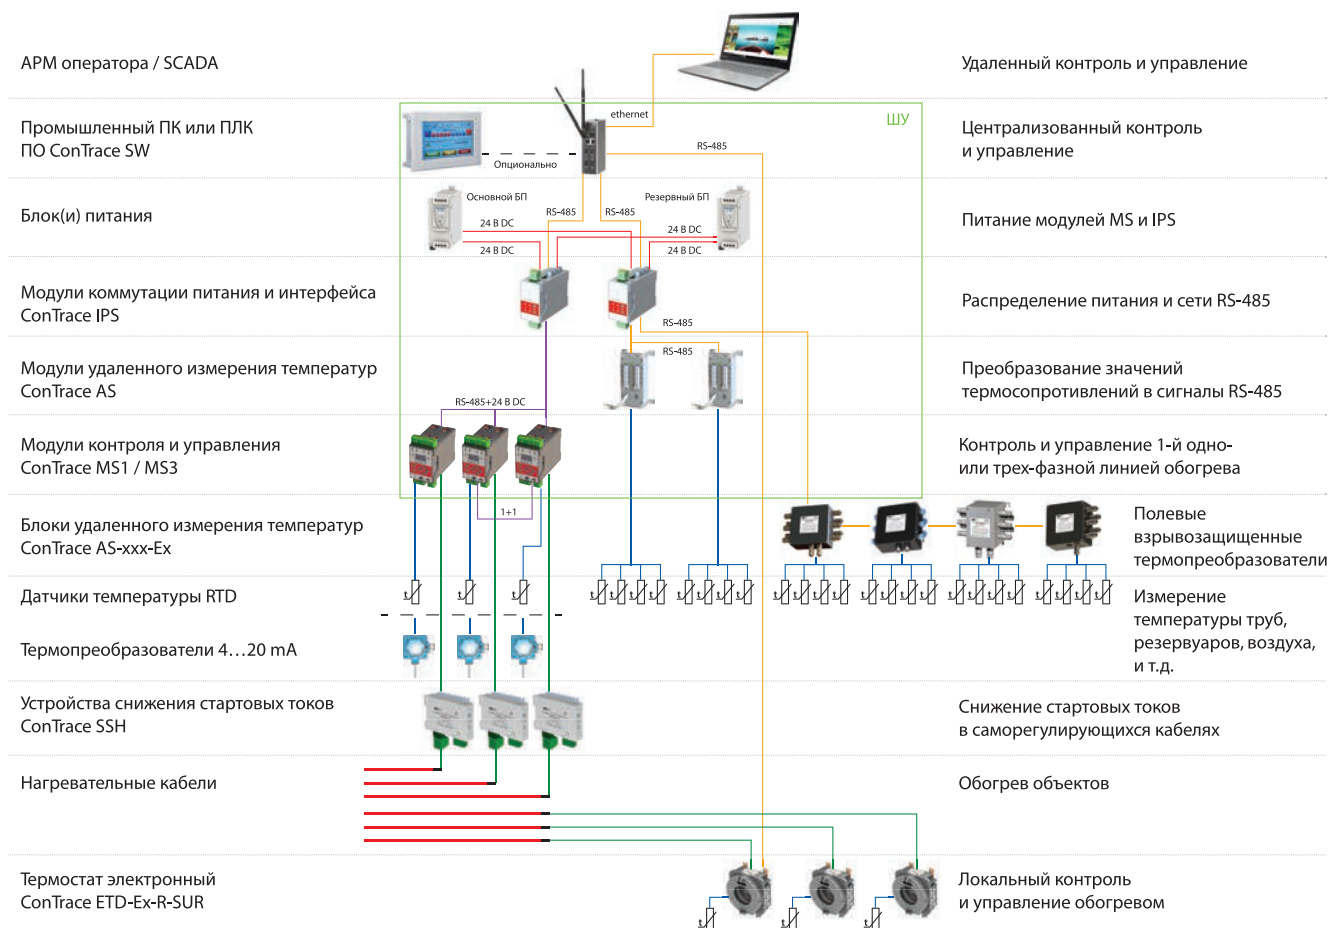 АРМ оператора / SCADA
Удаленный контроль и управление
ethernet
ШУ
Промышленный ПК или ПЛК
ПО ConTrace SW
Опционально
RS-485
Централизованный контроль
и управление
Блок(и) питания
Основной БП
Резервный БП
RS-485
RS-485
24 В DC
24 В DC
24 В DC
24 В DC
Питание модулей MS и IPS
Модули коммутации питания и интерфейса
ConTrace IPS
RS-485
Распределение питания и сети RS-485
Модули удаленного измерения температур
ConTrace AS
RS-485
RS-485+24 В DC
Преобразование значений
термосопротивлений в сигналы RS-485
Модули контроля и управления
ConTrace MS1 / MS3
Контроль и управление 1-й одно-
или трех-фазной линией обогрева
Блоки удаленного измерения температур
ConTrace AS-xxx-Ex
1+1
Полевые
взрывозащищенные
термопреобразователи
Датчики температуры RTD
t t t t t t t t t t t t t t t t t t t t t t t t t t t
Термопреобразователи 4...20 mA
Измерение
температуры труб,
резервуаров, воздуха,
и т.д.
Устройства снижения стартовых токов
ConTrace SSH
Снижение стартовых токов
в саморегулирующихся кабелях
Нагревательные кабели
Обогрев объектов
Термостат электронный
ConTrace ETD-Ex-R-SUR
t t t
Локальный контроль
и управление обогревом